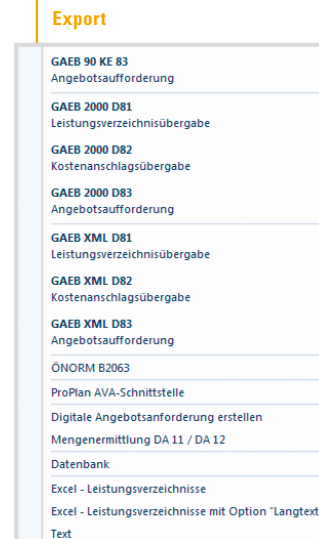 Export
GAEB 90 KE 83
Angebotsaufforderung
GAEB 2000 D81
Leistungsverzeichnisübergabe
GAEB 2000 D82
Kostenanschlagsübergabe
GAEB 2000 D83
Angebotsaufforderung
GAEB XML D81
Leistungsverzeichnisübergabe
GAEB XML D82
Kostenanschlagsübergabe
GAEB XML D83
Angebotsaufforderung
ÖNORM B2063
ProPlan AVA-Schnittstelle
Digitale Angebotsanforderung erstellen
Mengenermittlung DA 11 / DA 12
Datenbank
Excel - Leistungsverzeichnisse
Excel - Leistungsverzeichnisse mit Option "Langtext
Text